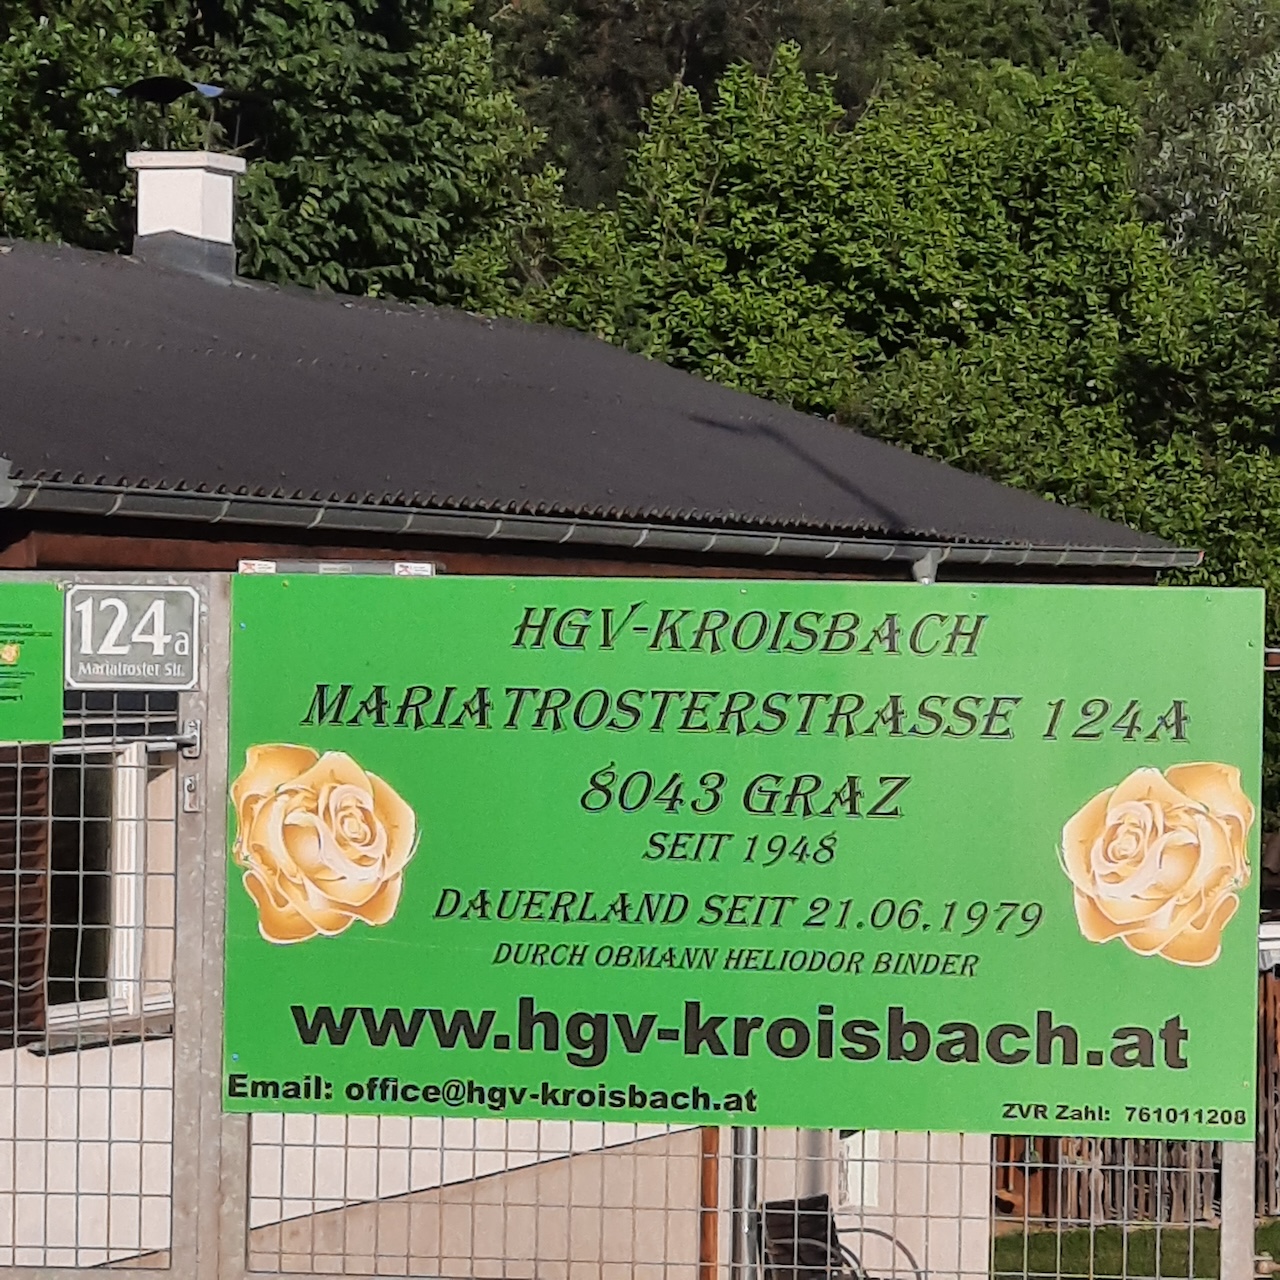 124a
Mariatroster Str.
HGV-KROISBACH
MARIATROSTERSTRASSE 124A
8043 GRAZ
SEIT 1948
DAUERLAND SEIT 21.06.1979
DURCH OBMANN HELIODOR BINDER
www.hgv-kroisbach.at
Email: office@hgv-kroisbach.at
ZVR Zahl: 761011208